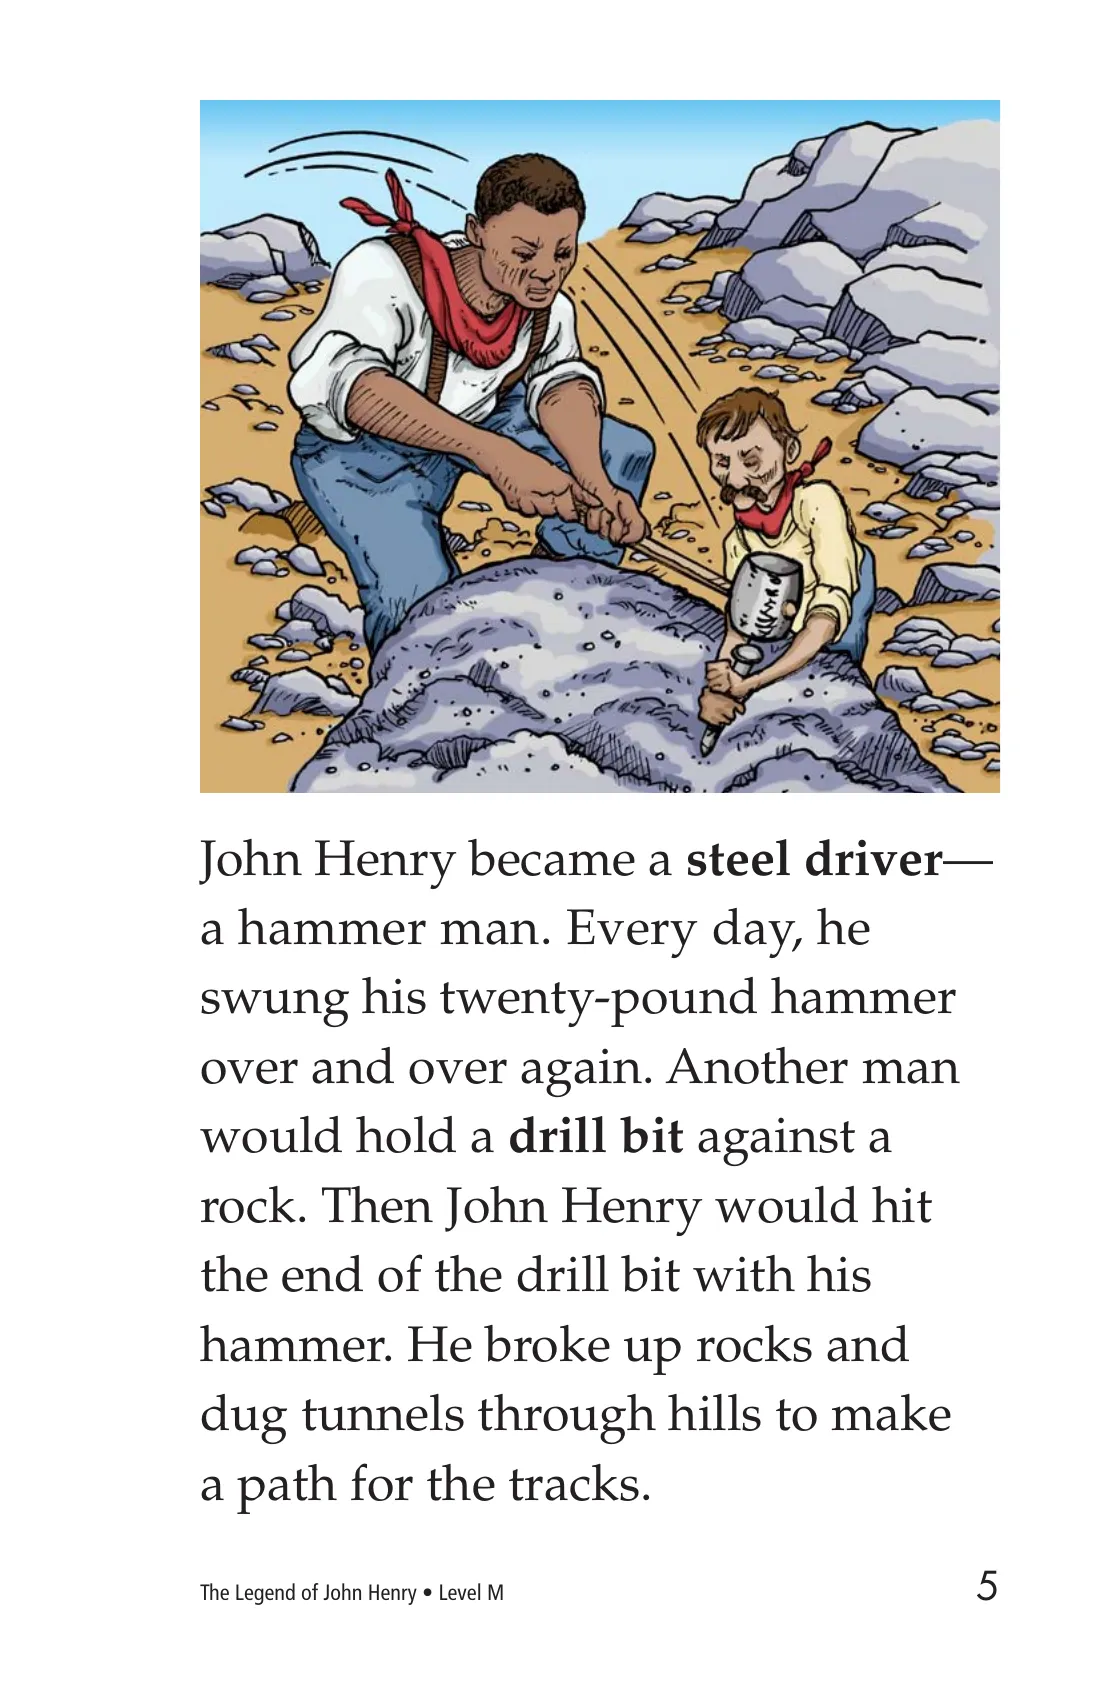 John Henry became a steel driver—
a hammer man. Every day, he
swung his twenty-pound hammer
over and over again. Another man
would hold a drill bit against a
rock. Then John Henry would hit
the end of the drill bit with his
hammer. He broke up rocks and
dug tunnels through hills to make
a path for the tracks.
The Legend of John Henry • Level M
5